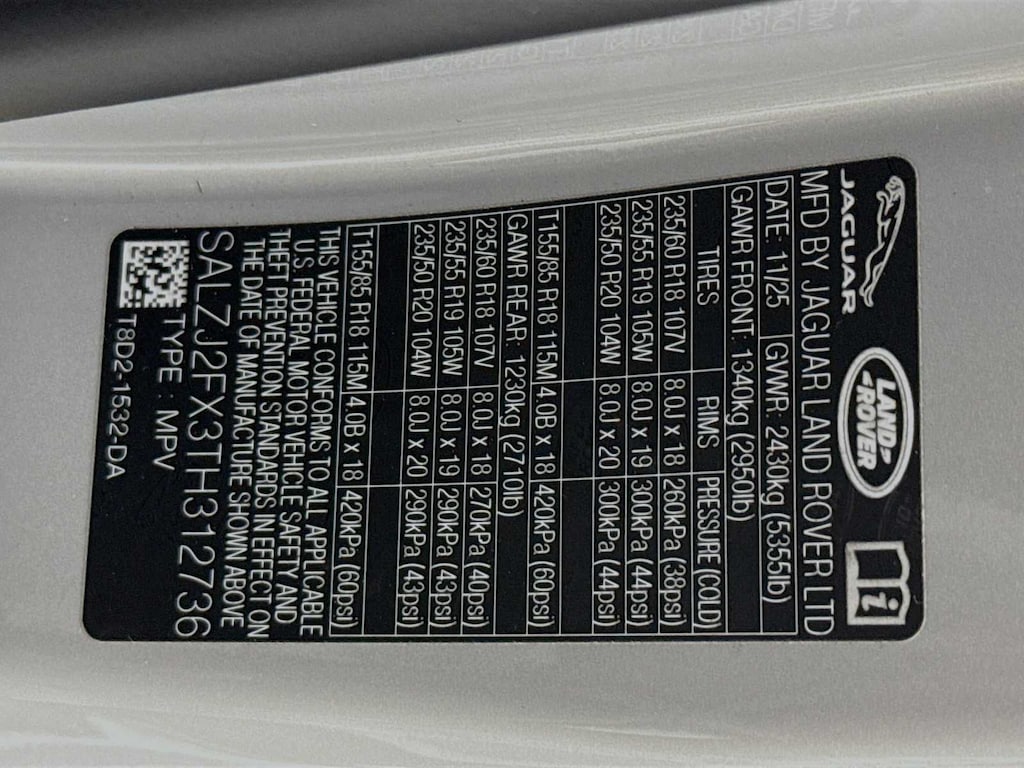 JAGUAR
LAND
ROVER
MFD BY JAGUAR LAND ROVER LTD
DATE: 11/25 GVWR: 2430kg (5355lb)
GAWR FRONT: 1340kg (2950lb)
TIRES RIMS PRESSURE (COLD)
235/60 R18 107V 8.0J x 18 260kPa (38psi)
235/55 R19 105W 8.0J x 19 300kPa (44psi)
235/50 R20 104W 8.0J x 20 300kPa (44psi)
T155/85 R18 115M 4.0B x 18 420kPa (60psi)
GAWR REAR: 1230kg (2710lb)
235/60 R18 107V 8.0J x 18 270kPa (40psi)
235/55 R19 105W 8.0J x 19 290kPa (43psi)
235/50 R20 104W 8.0J x 20 290kPa (43psi)
T155/85 R18 115M 4.0B x 18 420kPa (60psi)
THIS VEHICLE CONFORMS TO ALL APPLICABLE
U.S. FEDERAL MOTOR VEHICLE SAFETY AND
THEFT PREVENTION STANDARDS IN EFFECT ON
THE DATE OF MANUFACTURE SHOWN ABOVE
SALZJ2FX3TH312736
TYPE : MPV
T8D2-1532-DA